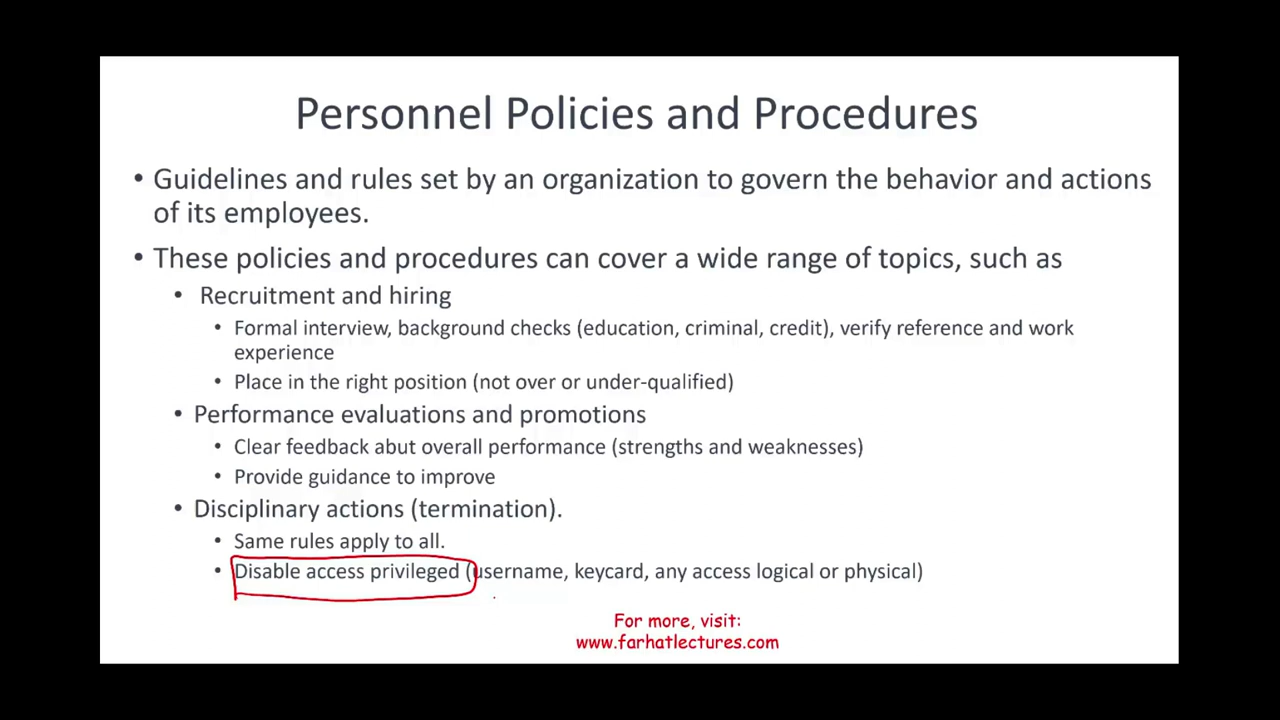 Personnel Policies and Procedures
• Guidelines and rules set by an organization to govern the behavior and actions
of its employees.
• These policies and procedures can cover a wide range of topics, such as
• Recruitment and hiring
• Formal interview, background checks (education, criminal, credit), verify reference and work
experience
• Place in the right position (not over or under-qualified)
• Performance evaluations and promotions
• Clear feedback abut overall performance (strengths and weaknesses)
• Provide guidance to improve
• Disciplinary actions (termination).
• Same rules apply to all.
• Disable access privileged (username, keycard, any access logical or physical)
For more, visit:
www.farhatlectures.com